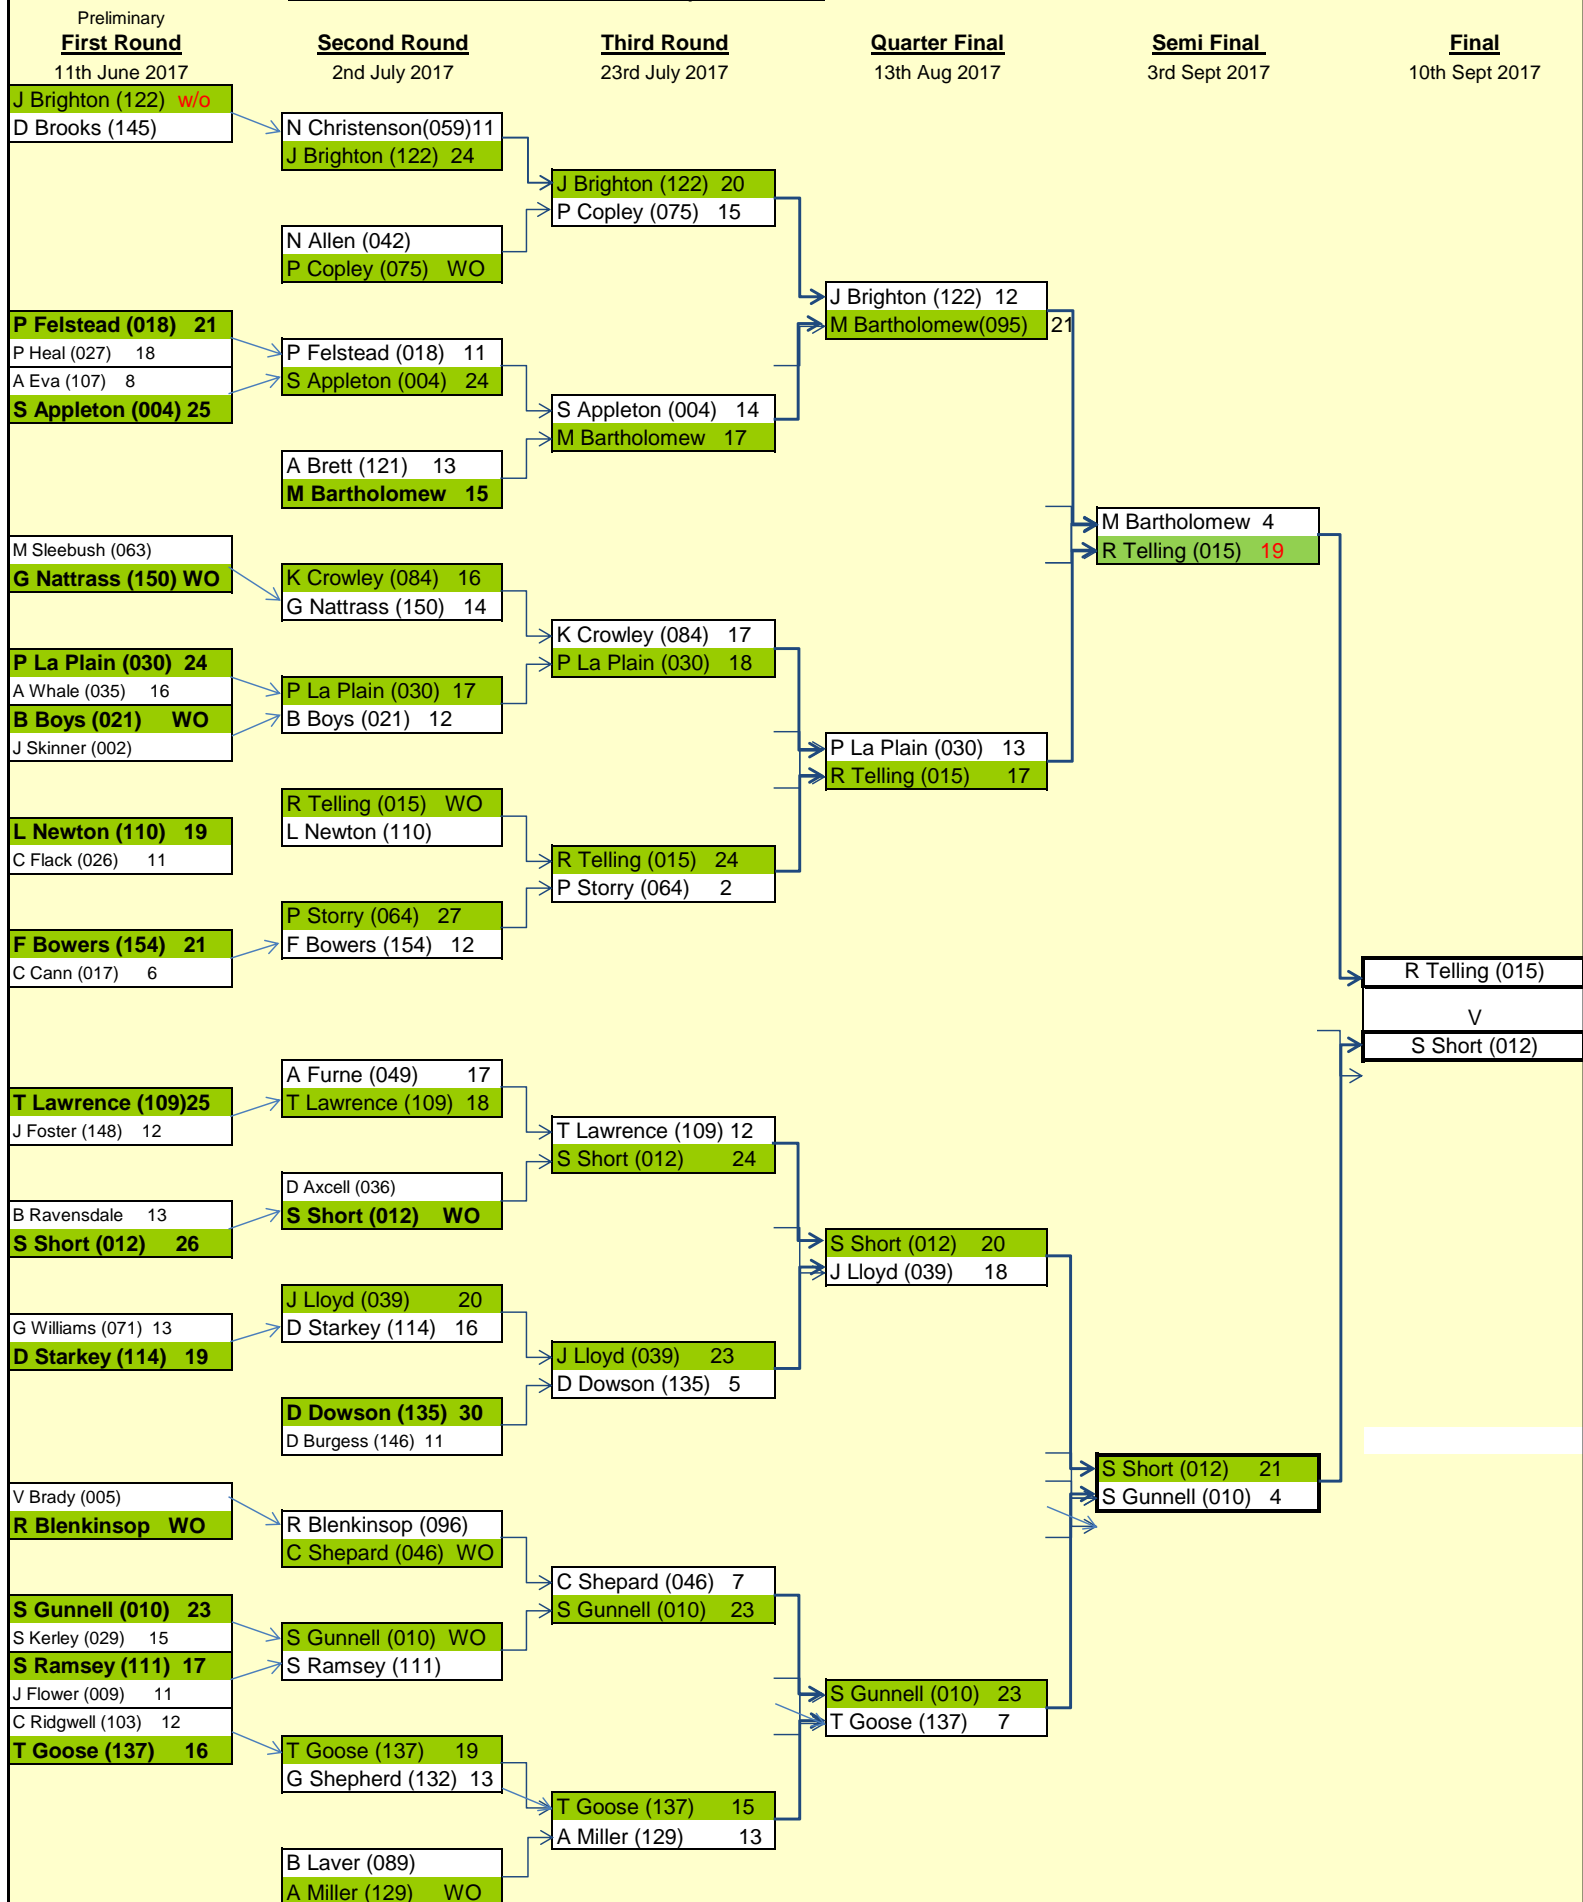 Preliminary
First Round
11th June 2017
J Brighton (122) w/o
D Brooks (145)
P Felstead (018) 21
P Heal (027) 18
A Eva (107) 8
S Appleton (004) 25
M Sleebush (063)
G Nattrass (150) WO
P La Plain (030) 24
A Whale (035) 16
B Boys (021) WO
J Skinner (002)
L Newton (110) 19
C Flack (026) 11
F Bowers (154) 21
C Cann (017) 6
T Lawrence (109)25
J Foster (148) 12
B Ravensdale 13
S Short (012) 26
G Williams (071) 13
D Starkey (114) 19
V Brady (005)
R Blenkinsop WO
S Gunnell (010) 23
S Kerley (029) 15
S Ramsey (111) 17
J Flower (009) 11
C Ridgwell (103) 12
T Goose (137) 16
Second Round
2nd July 2017
N Christenson(059)11
J Brighton (122) 24
N Allen (042)
P Copley (075) WO
P Felstead (018) 11
S Appleton (004) 24
A Brett (121) 13
M Bartholomew 15
K Crowley (084) 16
G Nattrass (150) 14
P La Plain (030) 17
B Boys (021) 12
R Telling (015) WO
L Newton (110)
P Storry (064) 27
F Bowers (154) 12
A Furne (049) 17
T Lawrence (109) 18
D Axcell (036)
S Short (012) WO
J Lloyd (039) 20
D Starkey (114) 16
D Dowson (135) 30
D Burgess (146) 11
R Blenkinsop (096)
C Shepard (046) WO
S Gunnell (010) WO
S Ramsey (111)
T Goose (137) 19
G Shepherd (132) 13
B Laver (089)
A Miller (129) WO
Third Round
23rd July 2017
J Brighton (122) 20
P Copley (075) 15
S Appleton (004) 14
M Bartholomew 17
K Crowley (084) 17
P La Plain (030) 18
R Telling (015) 24
P Storry (064) 2
T Lawrence (109) 12
S Short (012) 24
J Lloyd (039) 23
D Dowson (135) 5
C Shepard (046) 7
S Gunnell (010) 23
T Goose (137) 15
A Miller (129) 13
Quarter Final
13th Aug 2017
J Brighton (122) 12
M Bartholomew(095) 21
P La Plain (030) 13
R Telling (015) 17
S Short (012) 20
J Lloyd (039) 18
S Gunnell (010) 23
T Goose (137) 7
Semi Final
3rd Sept 2017
M Bartholomew 4
R Telling (015) 19
S Short (012) 21
S Gunnell (010) 4
Final
10th Sept 2017
R Telling (015)
V
S Short (012)